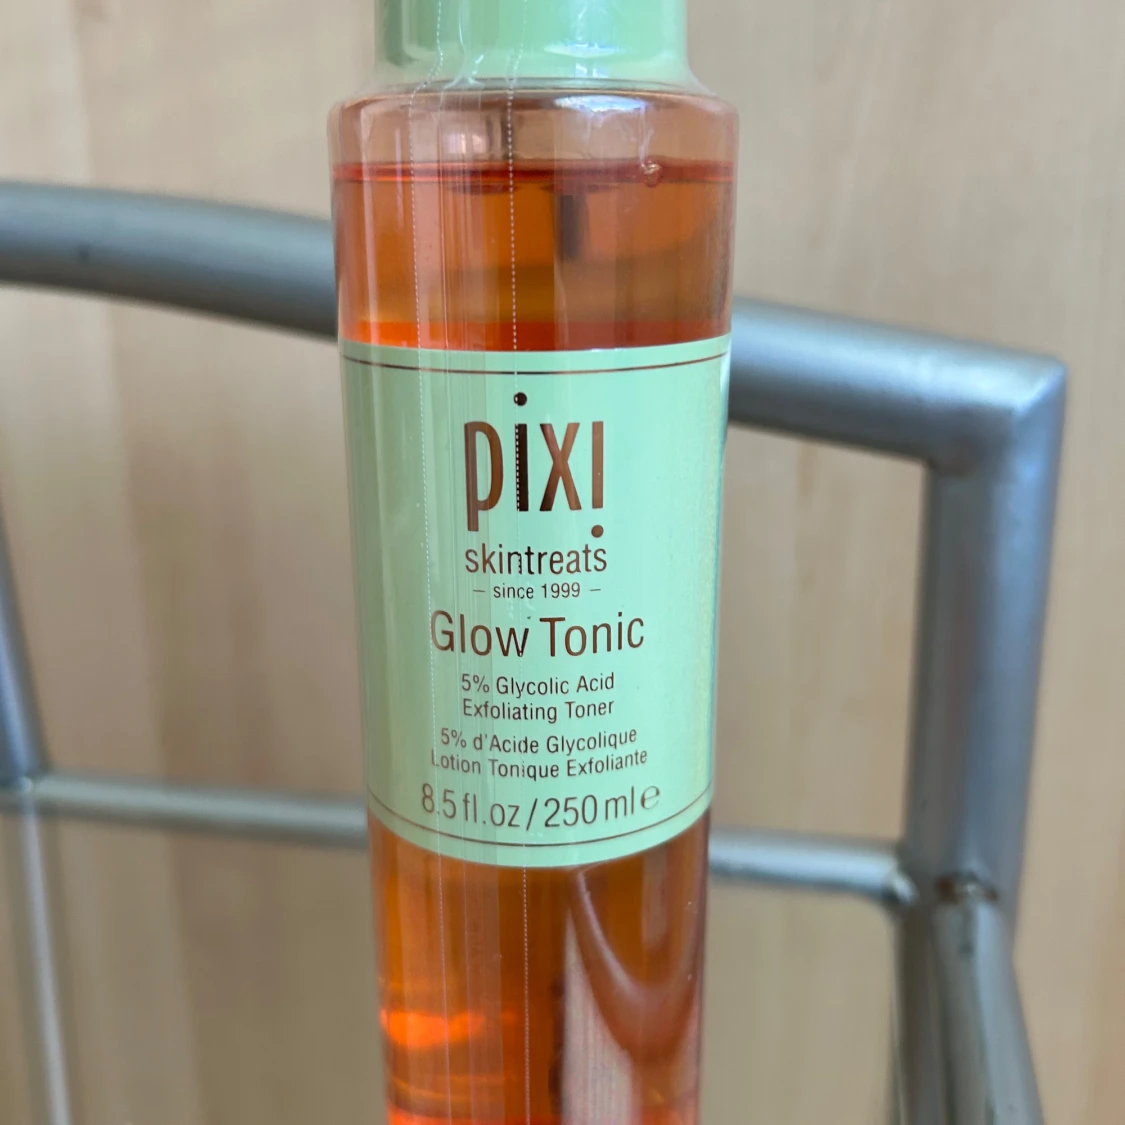 pixi
skintreats
– since 1999 –
Glow Tonic
5% Glycolic Acid
Exfoliating Toner
5% d'Acide Glycolique
Lotion Tonique Exfoliante
8.5 fl.oz/250 ml e